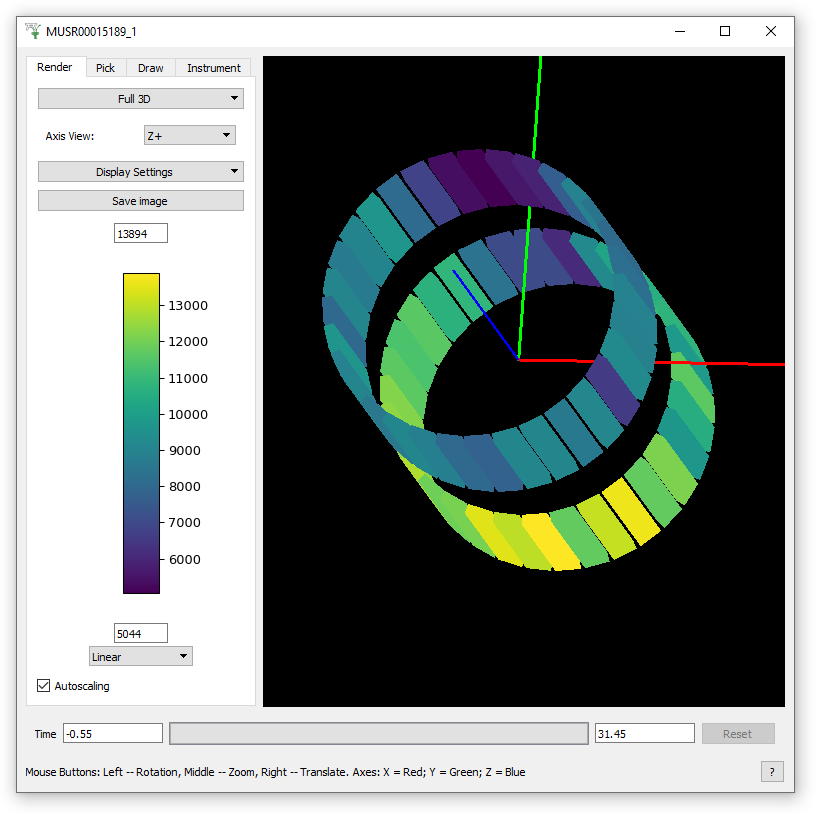 MUSR00015189_1
Render Pick Draw Instrument
Full 3D
Axis View: Z+
Display Settings
Save image
13894
13000
12000
11000
10000
9000
8000
7000
6000
5044
Linear
Autoscaling
Time -0.55 31.45 Reset
Mouse Buttons: Left -- Rotation, Middle -- Zoom, Right -- Translate. Axes: X = Red; Y = Green; Z = Blue ?